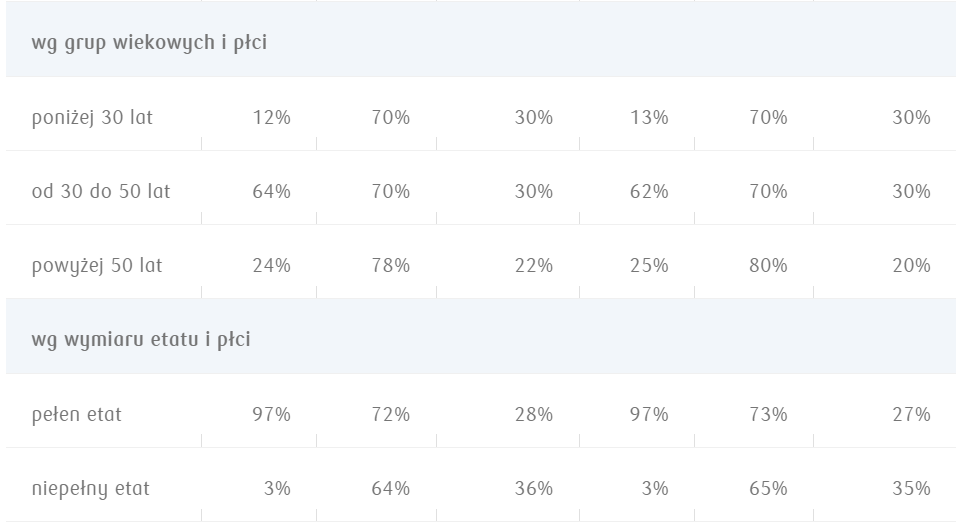 wg grup wiekowych i płci
poniżej 30 lat 12% 70% 30% 13% 70% 30%
od 30 do 50 lat 64% 70% 30% 62% 70% 30%
powyżej 50 lat 24% 78% 22% 25% 80% 20%
wg wymiaru etatu i płci
pełen etat 97% 72% 28% 97% 73% 27%
niepełny etat 3% 64% 36% 3% 65% 35%